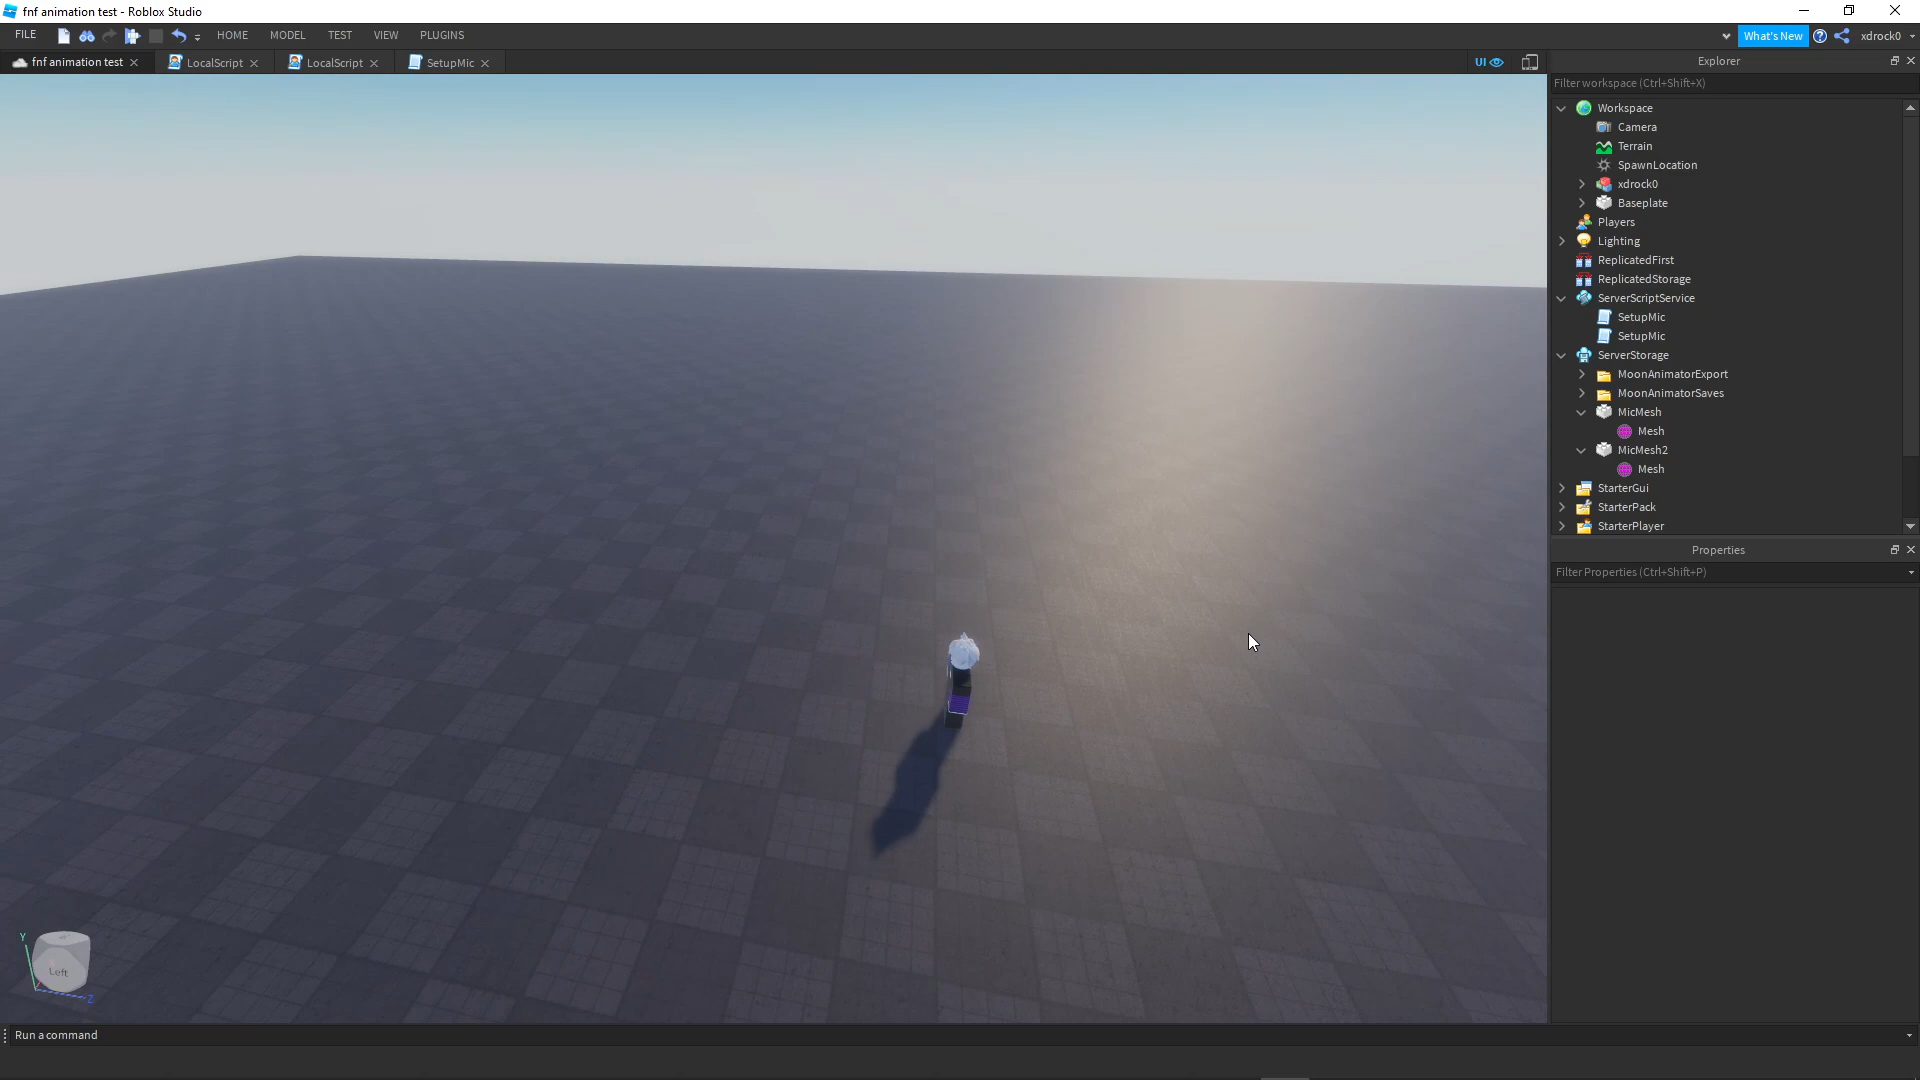 fnf animation test - Roblox Studio
FILE
HOME
MODEL
TEST
VIEW
PLUGINS
What's New
xdrock0
fnf animation test
LocalScript
LocalScript
SetupMic
UI
Explorer
Filter workspace (Ctrl+Shift+X)
Workspace
Camera
Terrain
SpawnLocation
xdrock0
Baseplate
Players
Lighting
ReplicatedFirst
ReplicatedStorage
ServerScriptService
SetupMic
SetupMic
ServerStorage
MoonAnimatorExport
MoonAnimatorSaves
MicMesh
Mesh
MicMesh2
Mesh
StarterGui
StarterPack
StarterPlayer
Properties
Filter Properties (Ctrl+Shift+P)
Y
Left
Z
Run a command